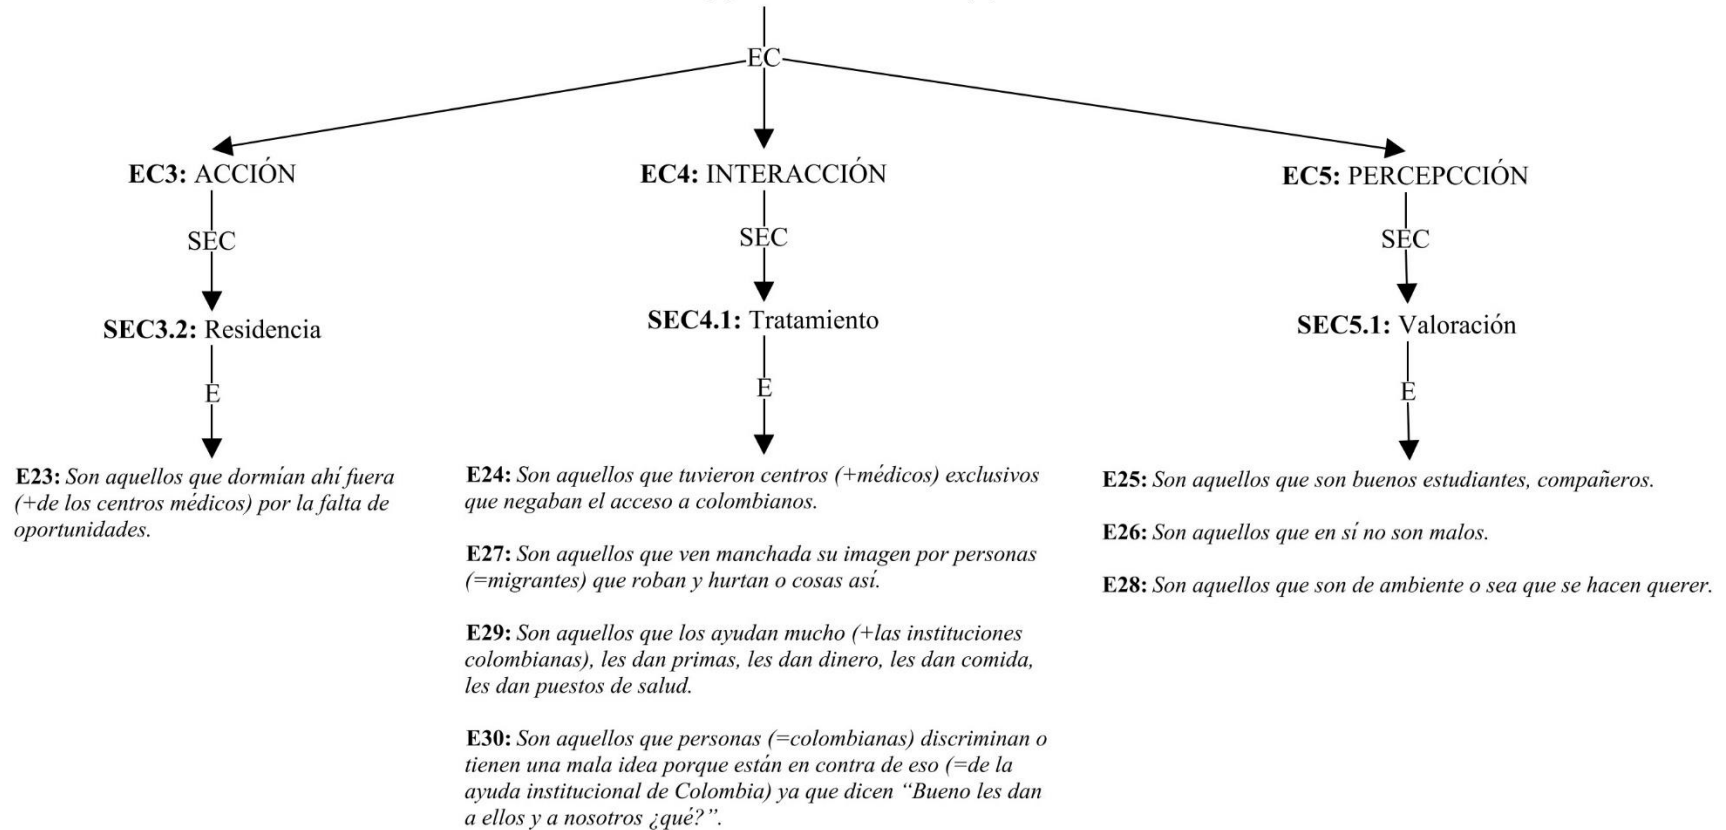 EC
EC3: ACCIÓN
EC4: INTERACCIÓN
EC5: PERCEPCCIÓN
SEC
SEC
SEC
SEC3.2: Residencia
SEC4.1: Tratamiento
SEC5.1: Valoración
E
E
E
E23: Son aquellos que dormían ahí fuera
(+de los centros médicos) por la falta de
oportunidades.
E24: Son aquellos que tuvieron centros (+médicos) exclusivos
que negaban el acceso a colombianos.
E27: Son aquellos que ven manchada su imagen por personas
(=migrantes) que roban y hurtan o cosas así.
E29: Son aquellos que los ayudan mucho (+las instituciones
colombianas), les dan primas, les dan dinero, les dan comida,
les dan puestos de salud.
E30: Son aquellos que personas (=colombianas) discriminan o
tienen una mala idea porque están en contra de eso (=de la
ayuda institucional de Colombia) ya que dicen “Bueno les dan
a ellos y a nosotros ¿qué?”.
E25: Son aquellos que son buenos estudiantes, compañeros.
E26: Son aquellos que en sí no son malos.
E28: Son aquellos que son de ambiente o sea que se hacen querer.